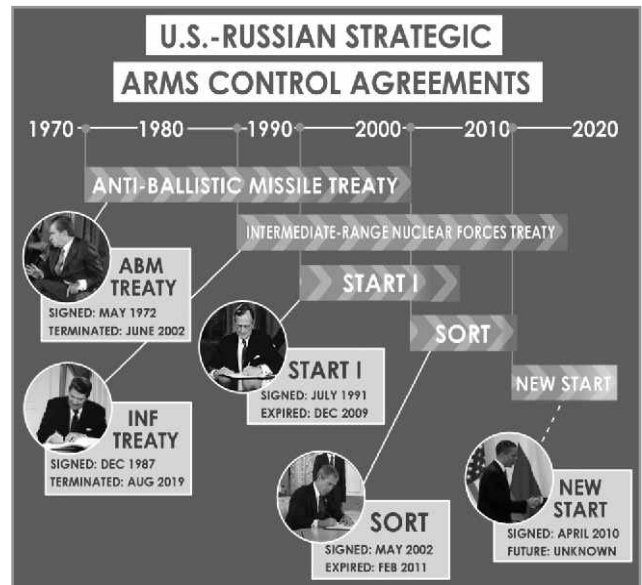 U.S.-RUSSIAN STRATEGIC
ARMS CONTROL AGREEMENTS
1970 1980 1990 2000 2010 2020
ANTI-BALLISTIC MISSILE TREATY
INTERMEDIATE-RANGE NUCLEAR FORCES TREATY
START I
SORT
NEW START
ABM
TREATY
SIGNED: MAY 1972
TERMINATED: JUNE 2002
INF
TREATY
SIGNED: DEC 1987
TERMINATED: AUG 2019
START I
SIGNED: JULY 1991
EXPIRED: DEC 2009
SORT
SIGNED: MAY 2002
EXPIRED: FEB 2011
NEW
START
SIGNED: APRIL 2010
FUTURE: UNKNOWN